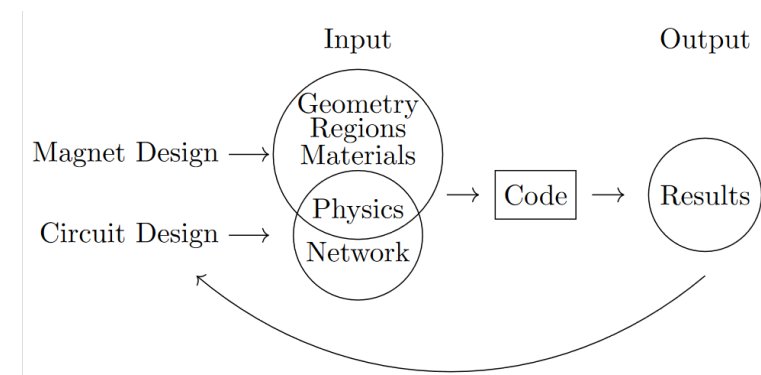 Input
Output
Geometry
Regions
Materials
Magnet Design
Physics
Code
Results
Circuit Design
Network